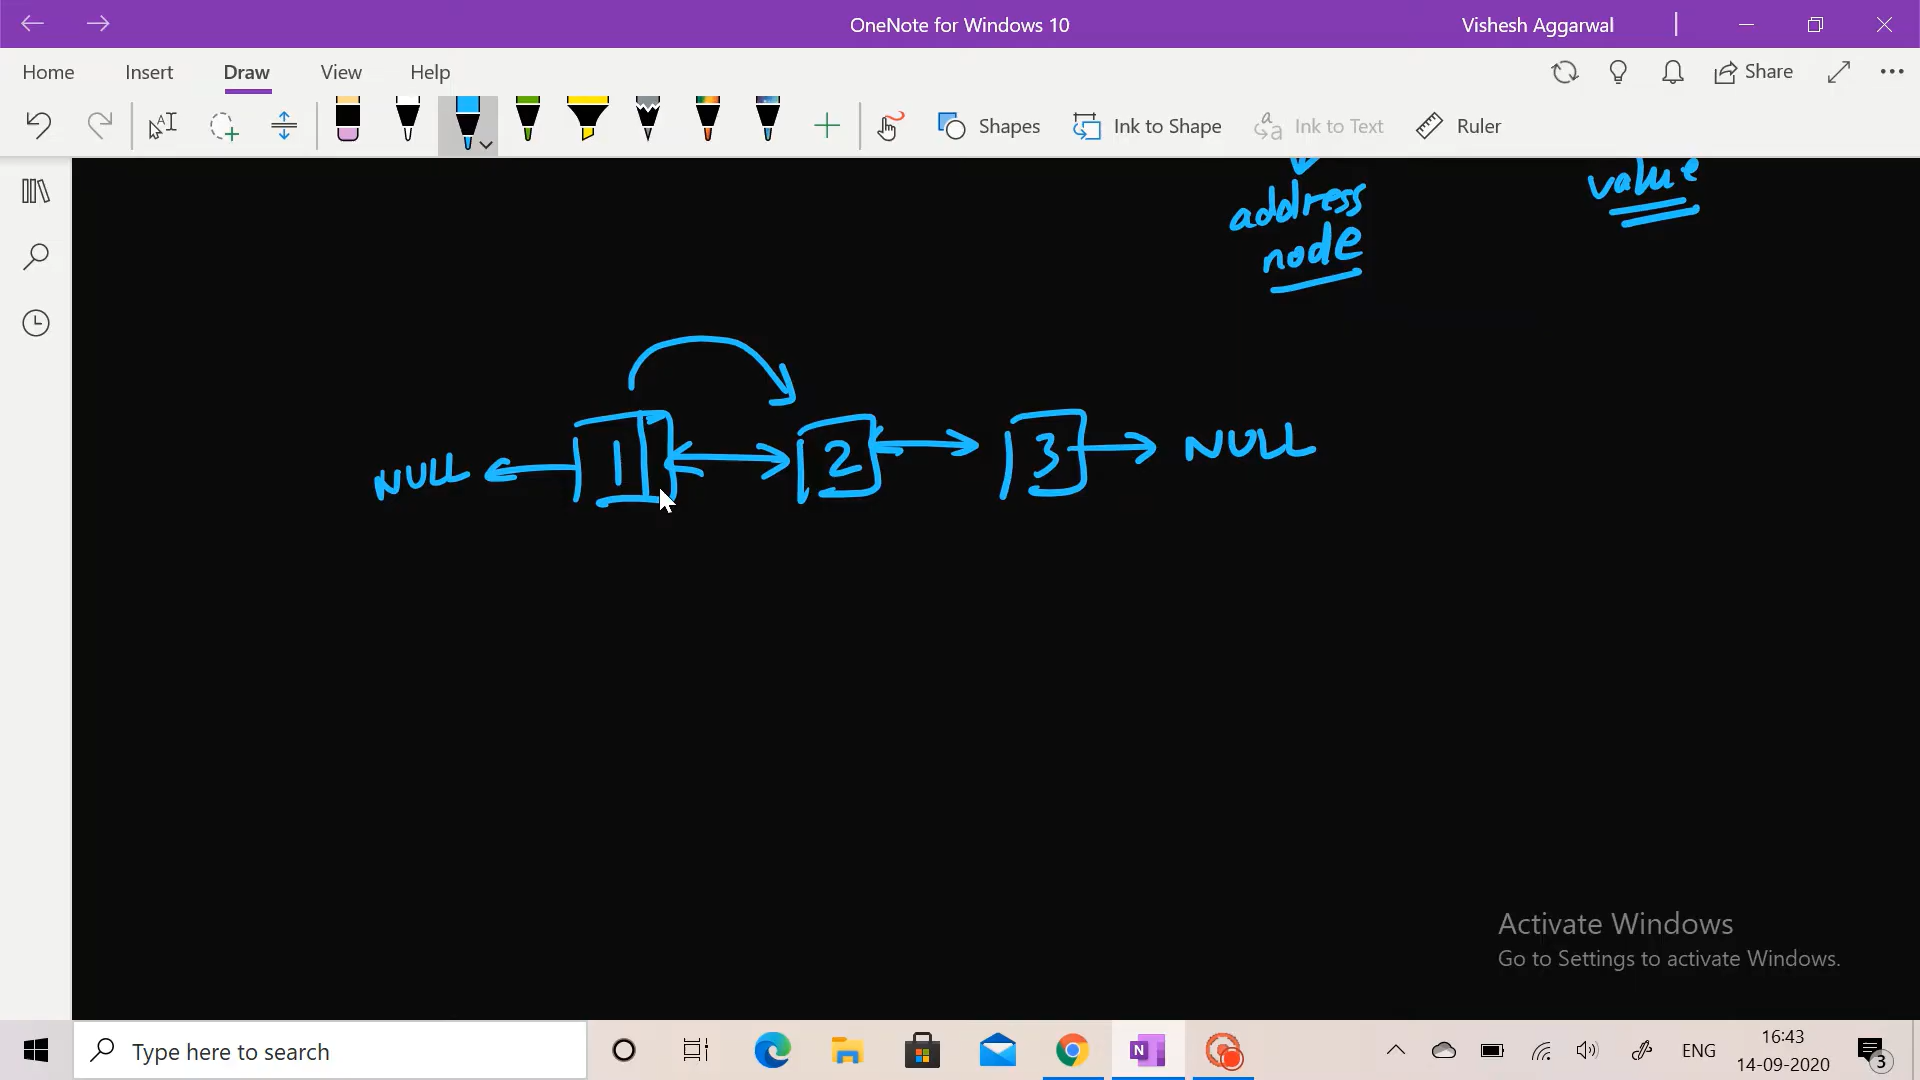 OneNote for Windows 10
Vishesh Aggarwal
Home Insert Draw View Help
Share
Shapes Ink to Shape Ink to Text Ruler
value
address
node
NULL 1 2 3 NULL
Activate Windows
Go to Settings to activate Windows.
Type here to search
ENG
16:43
14-09-2020
3